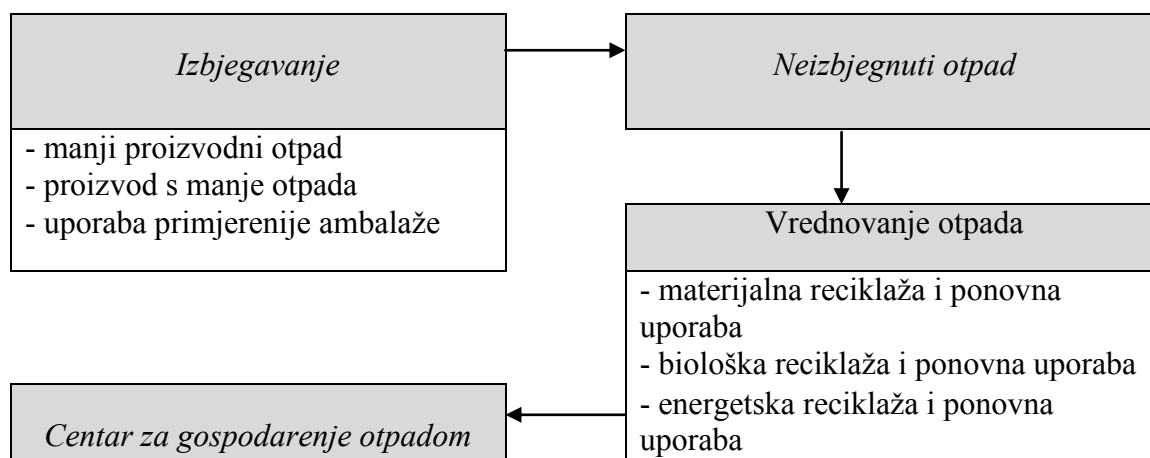 Izbjegavanje
- manji proizvodni otpad
- proizvod s manje otpada
- uporaba primjerenije ambalaže
Neizbjegnuti otpad
Vrednovanje otpada
- materijalna reciklaža i ponovna
uporaba
- biološka reciklaža i ponovna uporaba
- energetska reciklaža i ponovna
uporaba
Centar za gospodarenje otpadom